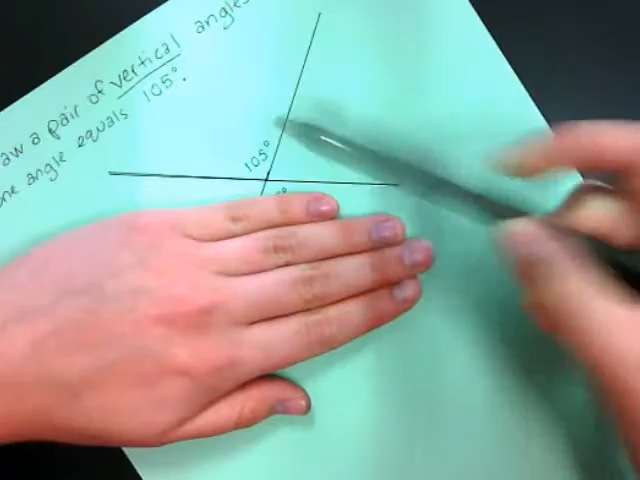 aw a pair of vertical angles
ne angle equals 105°.
105°